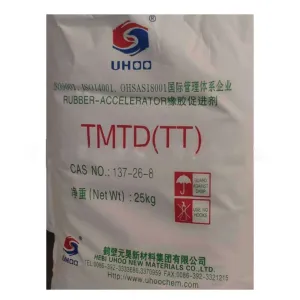 UHOO
ISO9001、ISO14001、OHSAS18001国际管理体系企业
RUBBER-ACCELERATOR橡胶促进剂
TMTD(TT)
CAS NO.: 137-26-8
净重(Net Wt): 25kg
USE NO HOOKS
鹤壁元昊新材料集团有限公司
HEBI UHOO NEW MATERIALS CO., LTD.